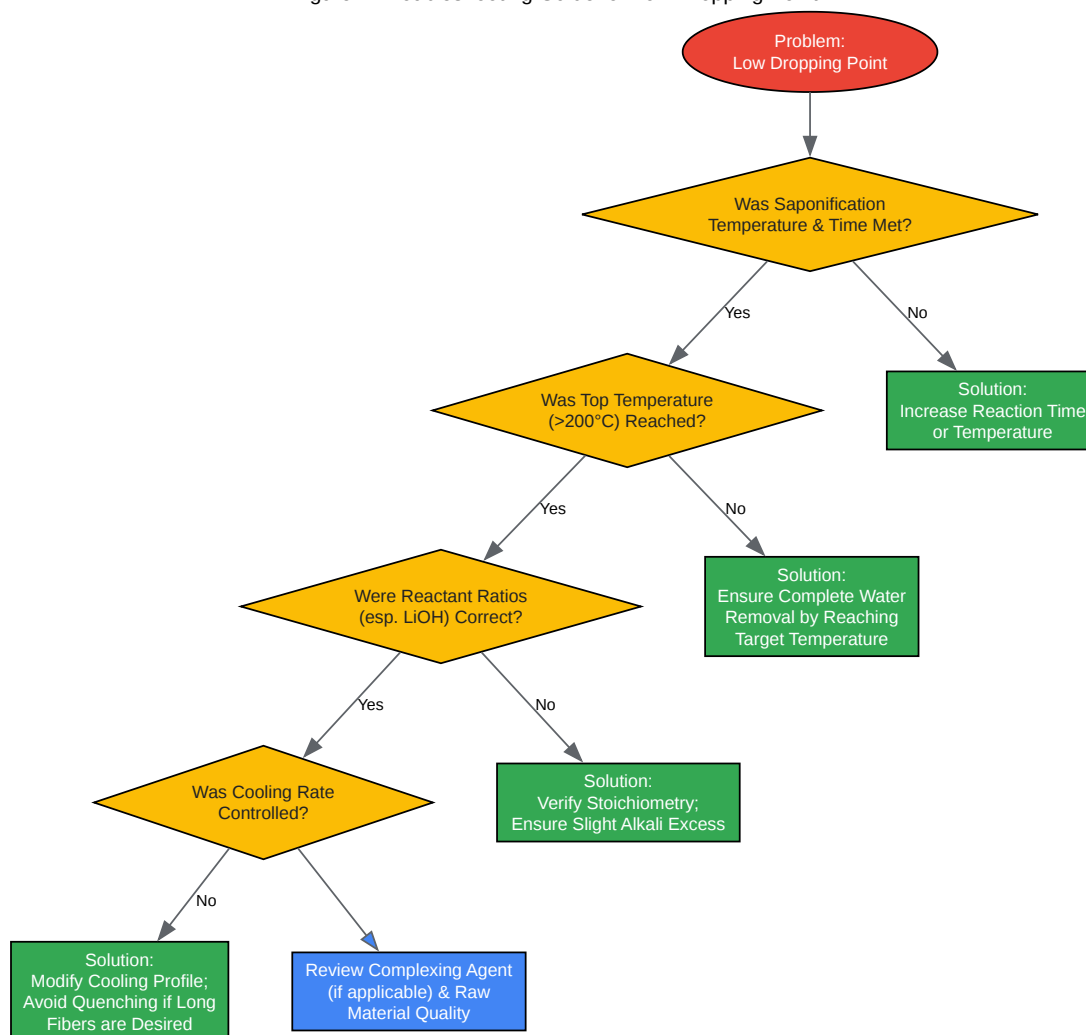 Problem:
Low Dropping Point
Was Saponification
Temperature & Time Met?
Yes
No
Was Top Temperature
(>200°C) Reached?
Solution:
Increase Reaction Time
or Temperature
Yes
No
Were Reactant Ratios
(esp. LiOH) Correct?
Solution:
Ensure Complete Water
Removal by Reaching
Target Temperature
Yes
No
Was Cooling Rate
Controlled?
Solution:
Verify Stoichiometry;
Ensure Slight Alkali Excess
No
Solution:
Modify Cooling Profile;
Avoid Quenching if Long
Fibers are Desired
Review Complexing Agent
(if applicable) & Raw
Material Quality